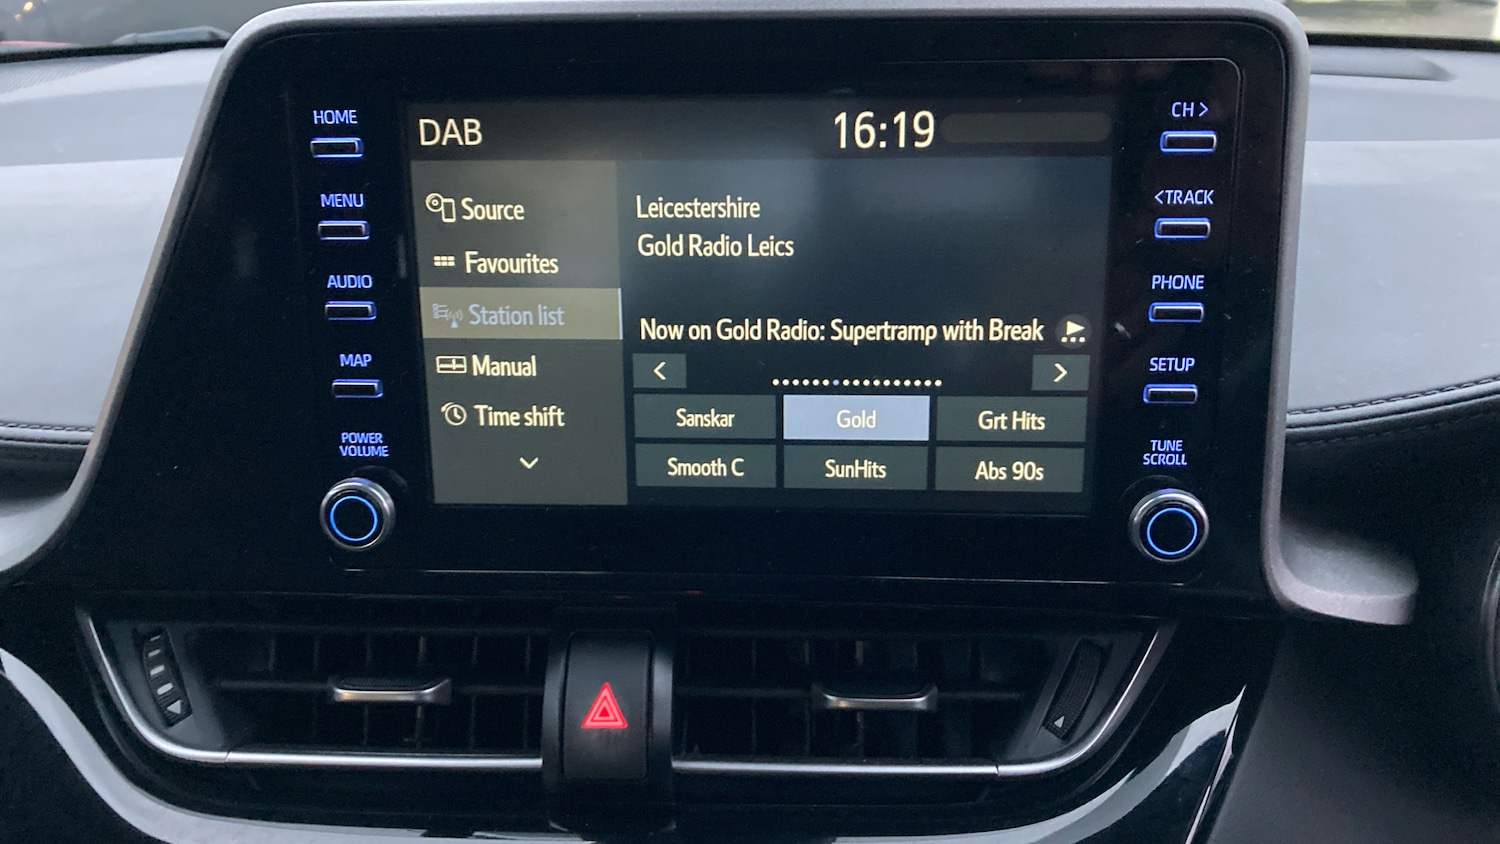 HOME
MENU
AUDIO
MAP
POWER
VOLUME
DAB
16:19
Source
Favourites
Station list
Manual
Time shift
Leicestershire
Gold Radio Leics
Now on Gold Radio: Supertramp with Break
Sanskar
Gold
Grt Hits
Smooth C
SunHits
Abs 90s
CH >
<TRACK
PHONE
SETUP
TUNE
SCROLL